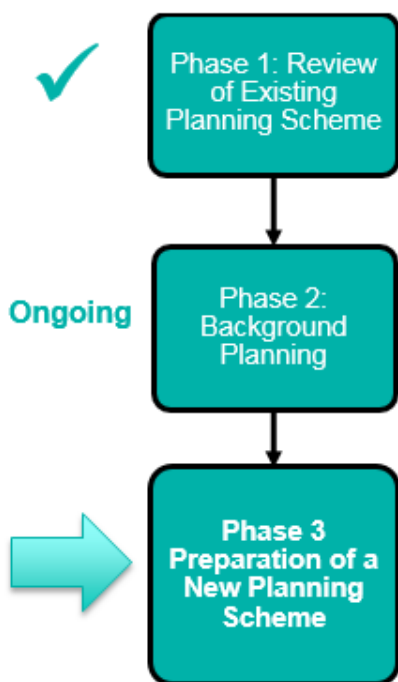 Phase 1: Review
of Existing
Planning Scheme
Ongoing
Phase 2:
Background
Planning
Phase 3
Preparation of a
New Planning
Scheme